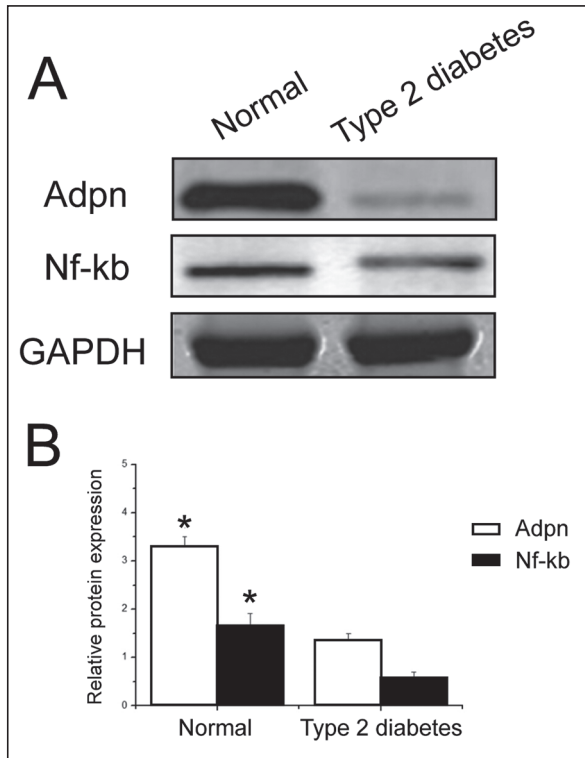 A
Normal
Type 2 diabetes
Adpn
Nf-kb
GAPDH
B
Relative protein expression
5
4
3
2
1
0
*
*
Adpn
Nf-kb
Normal
Type 2 diabetes